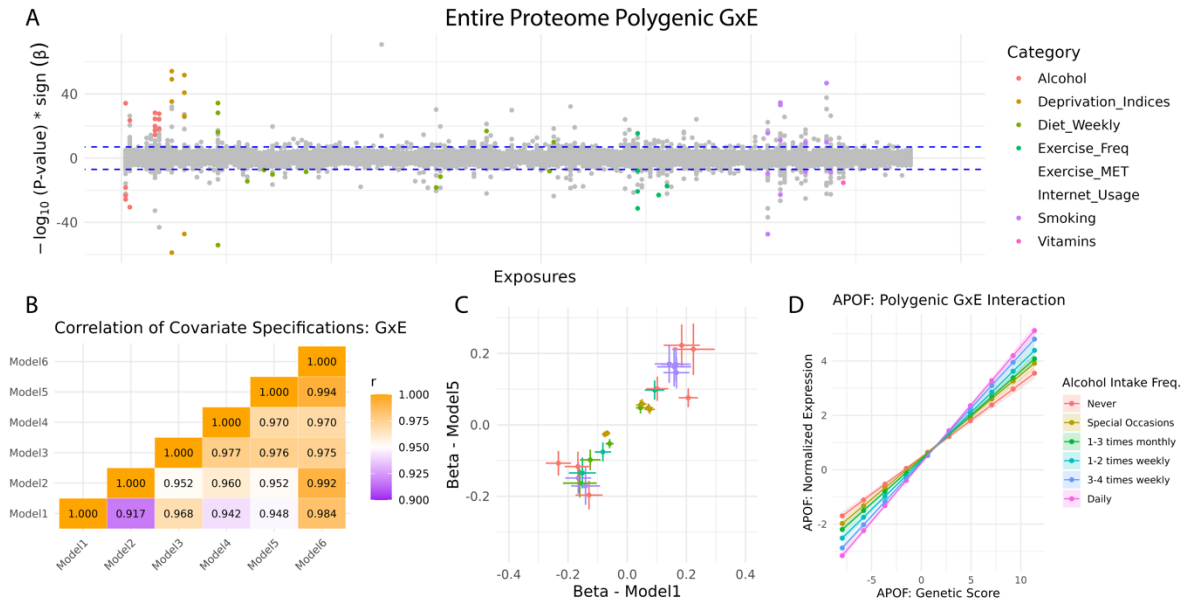 A
Entire Proteome Polygenic GxE
−log10 (P-value) * sign (β)
40
0
-40
Exposures
Category
Alcohol
Deprivation_Indices
Diet_Weekly
Exercise_Freq
Exercise_MET
Internet_Usage
Smoking
Vitamins
B
Correlation of Covariate Specifications: GxE
Model6
Model5
Model4
Model3
Model2
Model1
1.000
1.000 0.994
1.000 0.970 0.970
1.000 0.977 0.976 0.975
1.000 0.952 0.960 0.952 0.992
1.000 0.917 0.968 0.942 0.948 0.984
Model1 Model2 Model3 Model4 Model5 Model6
r
1.000
0.975
0.950
0.925
0.900
C
Beta - Model5
0.2
0.0
-0.2
-0.4 -0.2 0.0 0.2 0.4
Beta - Model1
D
APOF: Polygenic GxE Interaction
APOF: Normalized Expression
4
2
0
-2
-5 0 5 10
APOF: Genetic Score
Alcohol Intake Freq.
Never
Special Occasions
1-3 times monthly
1-2 times weekly
3-4 times weekly
Daily